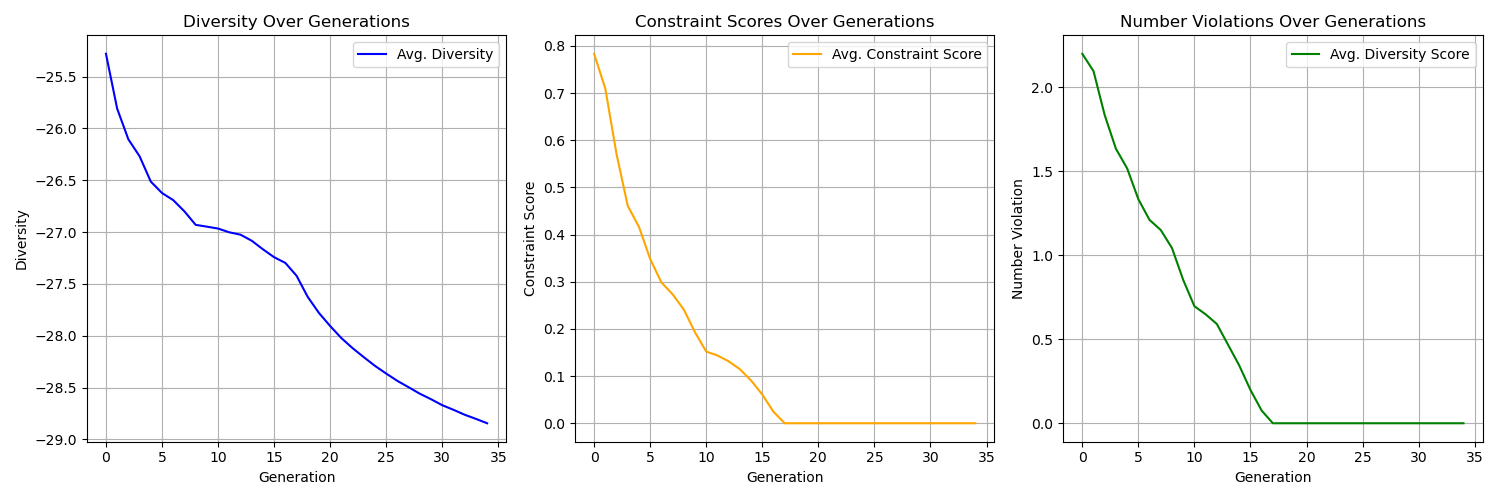 Diversity Over Generations
Avg. Diversity
Diversity
−25.5
−26.0
−26.5
−27.0
−27.5
−28.0
−28.5
−29.0
0 5 10 15 20 25 30 35
Generation
Constraint Scores Over Generations
Avg. Constraint Score
Constraint Score
0.8
0.7
0.6
0.5
0.4
0.3
0.2
0.1
0.0
0 5 10 15 20 25 30 35
Generation
Number Violations Over Generations
Avg. Diversity Score
Number Violation
2.0
1.5
1.0
0.5
0.0
0 5 10 15 20 25 30 35
Generation